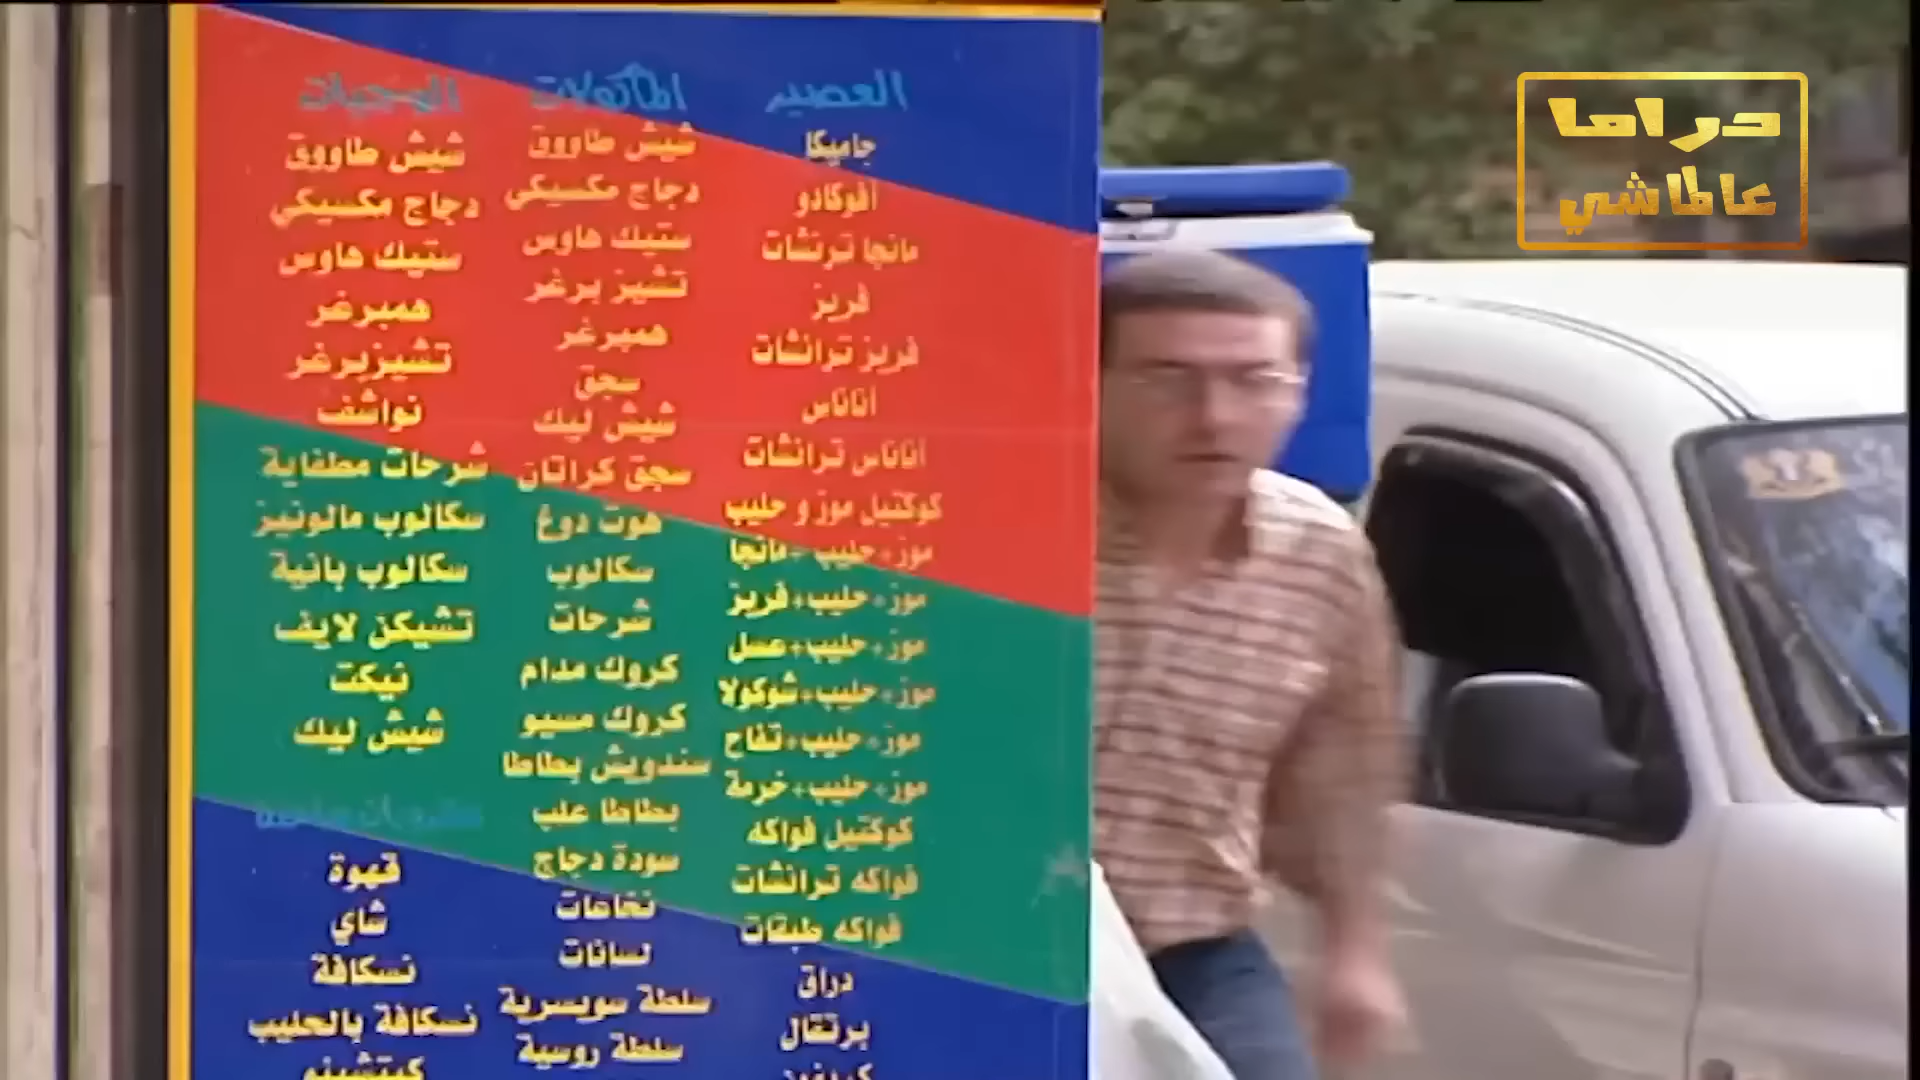 العصير
جاميكا
أفوكادو
مانجا ترنشات
فريز
فريز ترانشات
أناناس
أناناس ترانشات
كوكتيل موز و حليب
موز+حليب+مانجا
موز+حليب+فريز
موز+حليب+عسل
موز+حليب+شوكولا
موز+حليب+تفاح
موز+حليب+خرمة
كوكتيل فواكه
فواكه ترانشات
فواكه طبقات
دراق
برتقال
المأكولات
شيش طاووق
دجاج مكسيكي
ستيك هاوس
تشيز برغر
همبرغر
سجق
شيش ليك
سجق كراتان
هوت دوغ
سكالوب
شرحات
كروك مدام
كروك مسيو
سندويش بطاطا
بطاطا علب
سودة دجاج
نخاعات
لسانات
سلطة سويسرية
سلطة روسية
الوجبات
شيش طاووق
دجاج مكسيكي
ستيك هاوس
همبرغر
تشيزبرغر
نواشف
شرحات مطفاية
سكالوب مالونيز
سكالوب بانية
تشيكن لايف
نيكت
شيش ليك
قهوة
شاي
نسكافة
نسكافة بالحليب
دراما
عالماشي